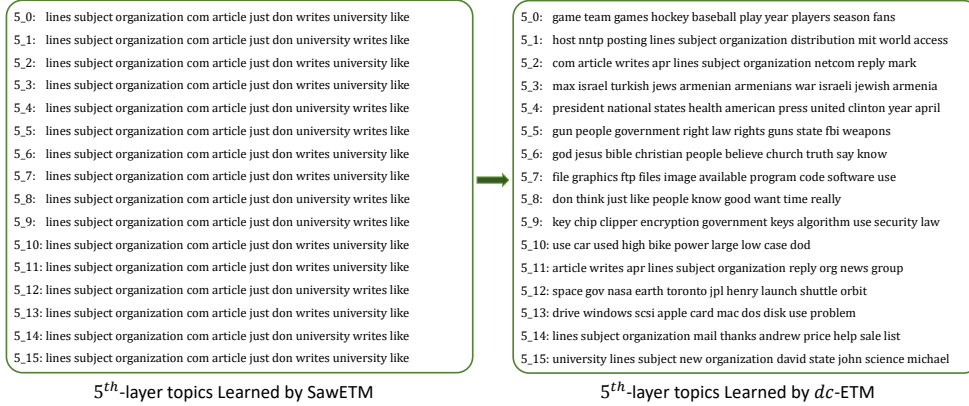 5_0: lines subject organization com article just don writes university like
5_1: lines subject organization com article just don university writes like
5_2: lines subject organization com article just don writes university like
5_3: lines subject organization com article just don university writes like
5_4: lines subject organization com article just don writes university like
5_5: lines subject organization com article just don writes university like
5_6: lines subject organization com article just don writes university like
5_7: lines subject organization com article just don writes university like
5_8: lines subject organization com article just don writes university like
5_9: lines subject organization com article just don writes university like
5_10: lines subject organization com article just don writes university like
5_11: lines subject organization com article just don writes university like
5_12: lines subject organization com article just don writes university like
5_13: lines subject organization com article just don writes university like
5_14: lines subject organization com article just don writes university like
5_15: lines subject organization com article just don writes university like
5th-layer topics Learned by SawETM
5_0: game team games hockey baseball play year players season fans
5_1: host nntp posting lines subject organization distribution mit world access
5_2: com article writes apr lines subject organization netcom reply mark
5_3: max israel turkish jews armenian armenians war israeli jewish armenia
5_4: president national states health american press united clinton year april
5_5: gun people government right law rights guns state fbi weapons
5_6: god jesus bible christian people believe church truth say know
5_7: file graphics ftp files image available program code software use
5_8: don think just like people know good want time really
5_9: key chip clipper encryption government keys algorithm use security law
5_10: use car used high bike power large low case dod
5_11: article writes apr lines subject organization reply org news group
5_12: space gov nasa earth toronto jpl henry launch shuttle orbit
5_13: drive windows scsi apple card mac dos disk use problem
5_14: lines subject organization mail thanks andrew price help sale list
5_15: university lines subject new organization david state john science michael
5th-layer topics Learned by dc-ETM